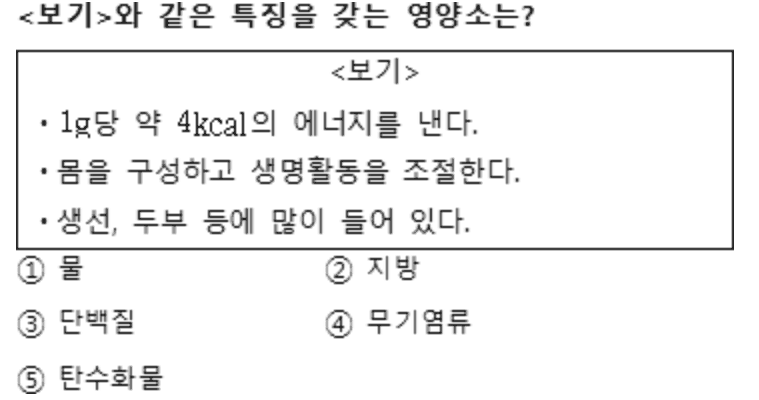 <보기>와 같은 특징을 갖는 영양소는?
<보기>
・1g당 약 4kcal의 에너지를 낸다.
・몸을 구성하고 생명활동을 조절한다.
・생선, 두부 등에 많이 들어 있다.
① 물 ② 지방
③ 단백질 ④ 무기염류
⑤ 탄수화물